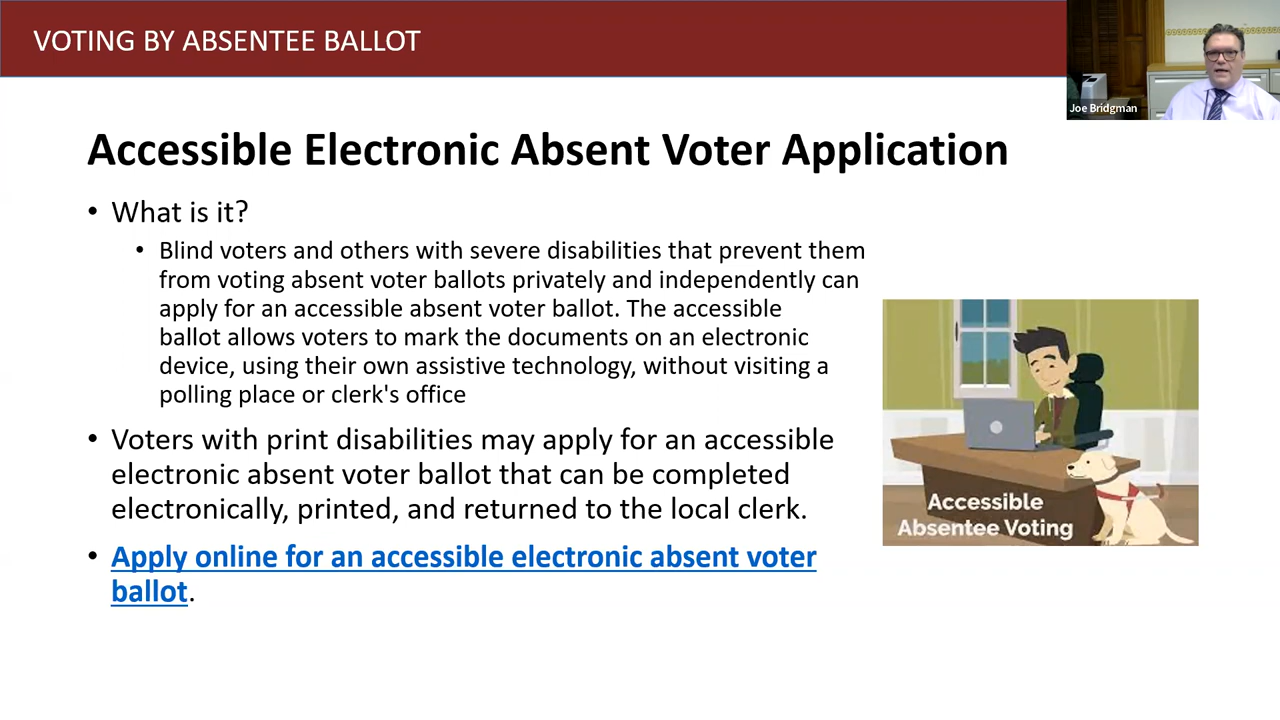 VOTING BY ABSENTEE BALLOT
Joe Bridgman
Accessible Electronic Absent Voter Application
• What is it?
• Blind voters and others with severe disabilities that prevent them
from voting absent voter ballots privately and independently can
apply for an accessible absent voter ballot. The accessible
ballot allows voters to mark the documents on an electronic
device, using their own assistive technology, without visiting a
polling place or clerk's office
• Voters with print disabilities may apply for an accessible
electronic absent voter ballot that can be completed
electronically, printed, and returned to the local clerk.
• Apply online for an accessible electronic absent voter
ballot.
Accessible
Absentee Voting